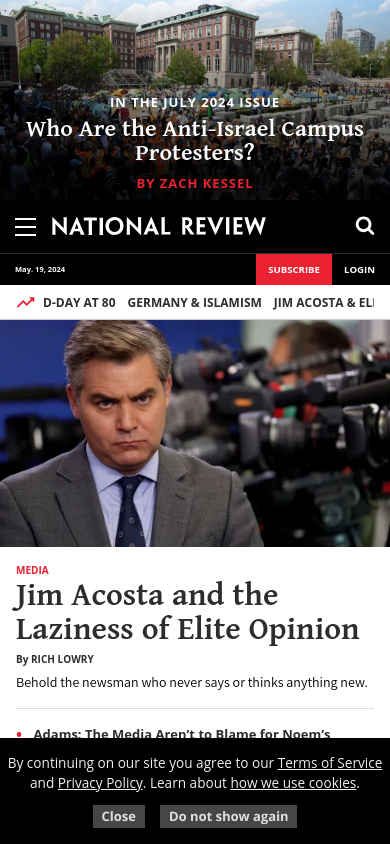 IN THE JULY 2024 ISSUE
Who Are the Anti-Israel Campus
Protesters?
BY ZACH KESSEL
NATIONAL REVIEW
May. 19, 2024
SUBSCRIBE LOGIN
D-DAY AT 80 GERMANY & ISLAMISM JIM ACOSTA &
MEDIA
Jim Acosta and the
Laziness of Elite Opinion
By RICH LOWRY
Behold the newsman who never says or thinks anything new.
• Adams: The Media Aren’t to Blame for Noem’s
By continuing on our site you agree to our Terms of Service
and Privacy Policy. Learn about how we use cookies.
Close Do not show again